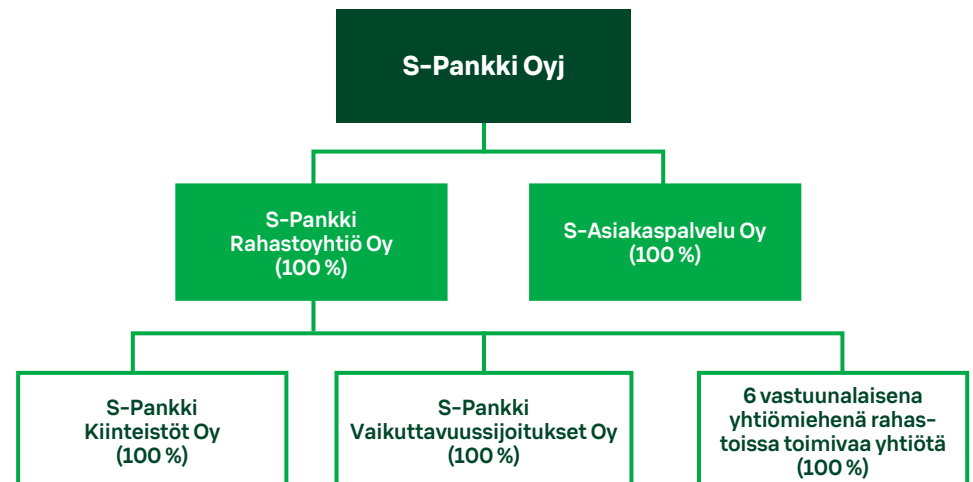 S-Pankki Oyj
S-Pankki
Rahastoyhtiö Oy
(100 %)
S-Asiakaspalvelu Oy
(100 %)
S-Pankki
Kiinteistöt Oy
(100 %)
S-Pankki
Vaikuttavuussijoitukset Oy
(100 %)
6 vastuunalaisena
yhtiömiehenä rahas-
toissa toimivaa yhtiötä
(100 %)